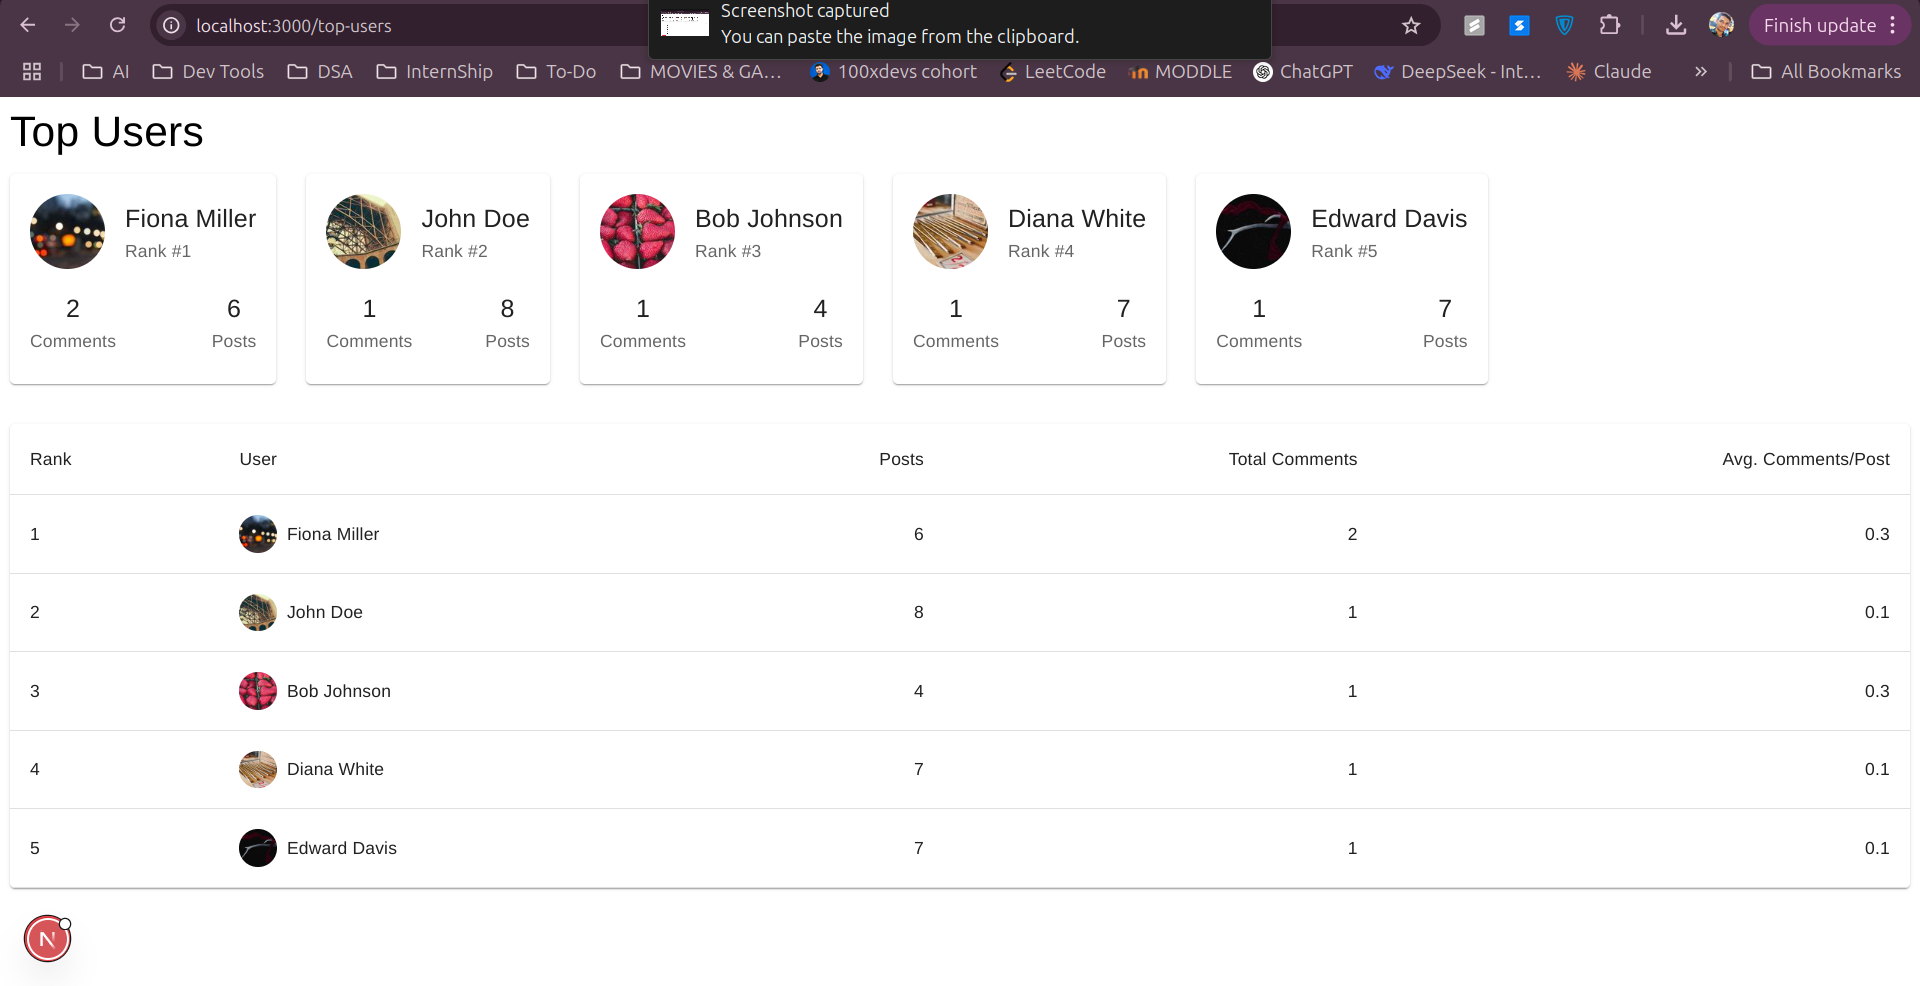 localhost:3000/top-users
Screenshot captured
You can paste the image from the clipboard.
Finish update
AI Dev Tools DSA InternShip To-Do MOVIES & GA... 100xdevs cohort LeetCode MODDLE ChatGPT DeepSeek - Int... Claude All Bookmarks
Top Users
Fiona Miller
Rank #1
2 6
Comments Posts
John Doe
Rank #2
1 8
Comments Posts
Bob Johnson
Rank #3
1 4
Comments Posts
Diana White
Rank #4
1 7
Comments Posts
Edward Davis
Rank #5
1 7
Comments Posts
Rank User Posts Total Comments Avg. Comments/Post
1 Fiona Miller 6 2 0.3
2 John Doe 8 1 0.1
3 Bob Johnson 4 1 0.3
4 Diana White 7 1 0.1
5 Edward Davis 7 1 0.1
N